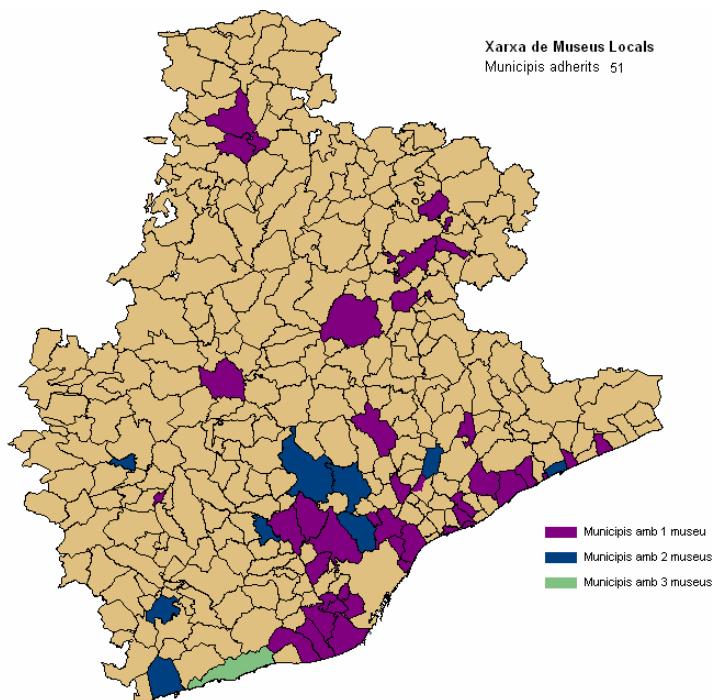 Xarxa de Museus Locals
Municipis adherits 51
Municipis amb 1 museu
Municipis amb 2 museus
Municipis amb 3 museus